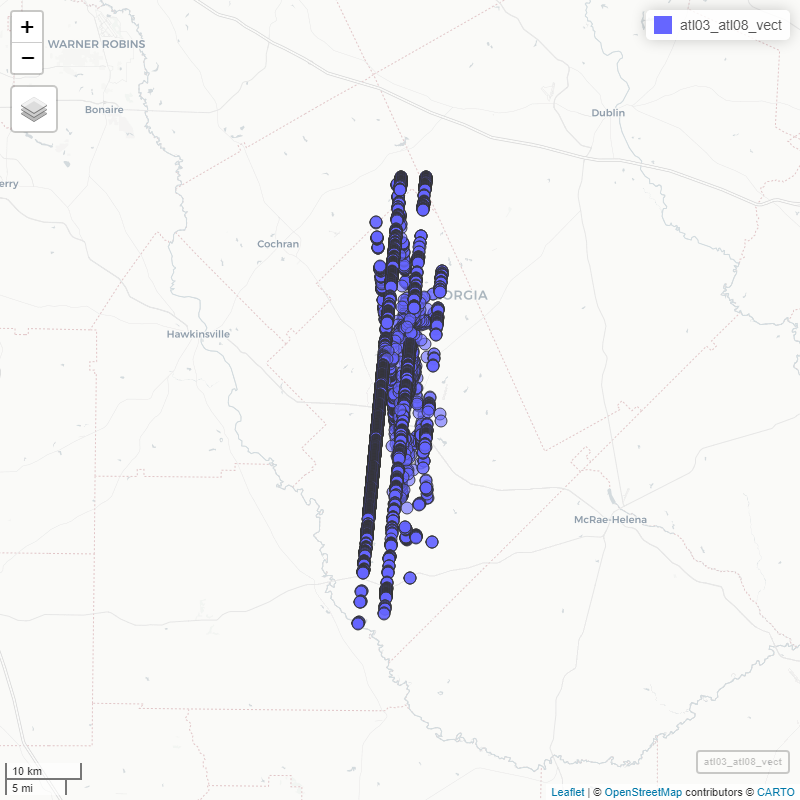 +
−
WARNER ROBINS
Bonaire
erry
atl03_atl08_vect
Dublin
Cochran
ORGIA
Hawkinsville
McRae-Helena
10 km
5 mi
atl03_atl08_vect
Leaflet | © OpenStreetMap contributors © CARTO